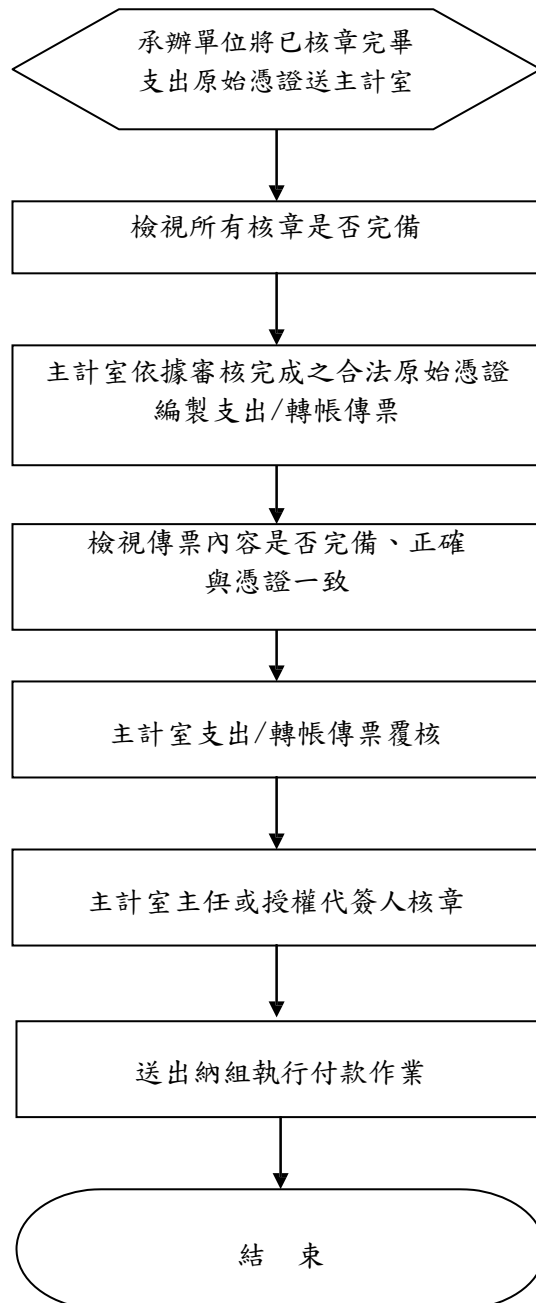 承辦單位將已核章完畢
支出原始憑證送主計室
檢視所有核章是否完備
主計室依據審核完成之合法原始憑證
編製支出/轉帳傳票
檢視傳票內容是否完備、正確
與憑證一致
主計室支出/轉帳傳票覆核
主計室主任或授權代簽人核章
送出納組執行付款作業
結 束